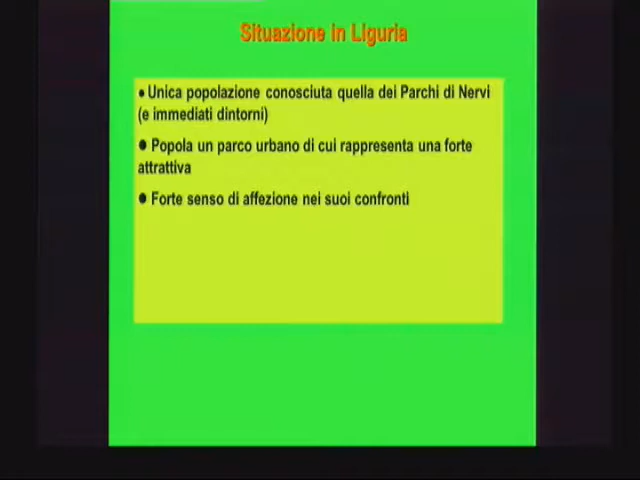 Situazione in Liguria
● Unica popolazione conosciuta quella dei Parchi di Nervi
(e immediati dintorni)
● Popola un parco urbano di cui rappresenta una forte
attrattiva
● Forte senso di affezione nei suoi confronti